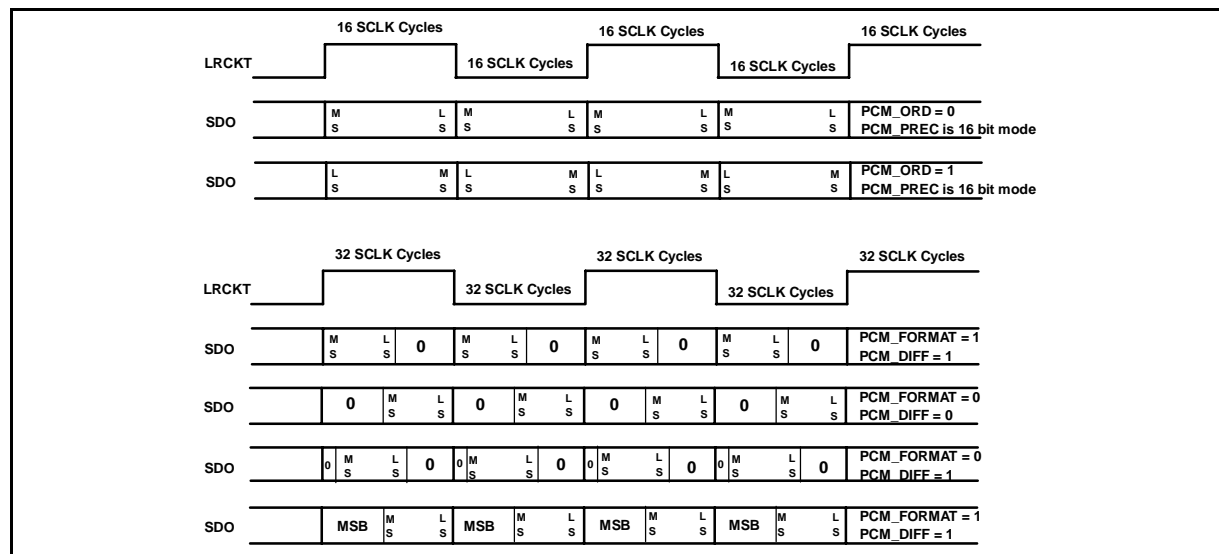 16 SCLK Cycles 16 SCLK Cycles 16 SCLK Cycles
LRCKT 16 SCLK Cycles 16 SCLK Cycles
M L M L M L M L PCM_ORD = 0
SDO
S S S S S S S S PCM_PREC is 16 bit mode
L M L M L M L M PCM_ORD = 1
SDO
S S S S S S S S PCM_PREC is 16 bit mode
32 SCLK Cycles 32 SCLK Cycles 32 SCLK Cycles
LRCKT 32 SCLK Cycles 32 SCLK Cycles
M L M L M L M L PCM_FORMAT = 1
SDO 0 0 0 0
S S S S S S S S PCM_DIFF = 1
M L M L M L M L PCM_FORMAT = 0
SDO 0 0 0 0
S S S S S S S S PCM_DIFF = 0
M L M L M L M L PCM_FORMAT = 0
SDO 0 0 0 0 0 0 0 0
S S S S S S S S PCM_DIFF = 1
M L M L M L M L PCM_FORMAT = 1
SDO MSB MSB MSB MSB
S S S S S S S S PCM_DIFF = 1